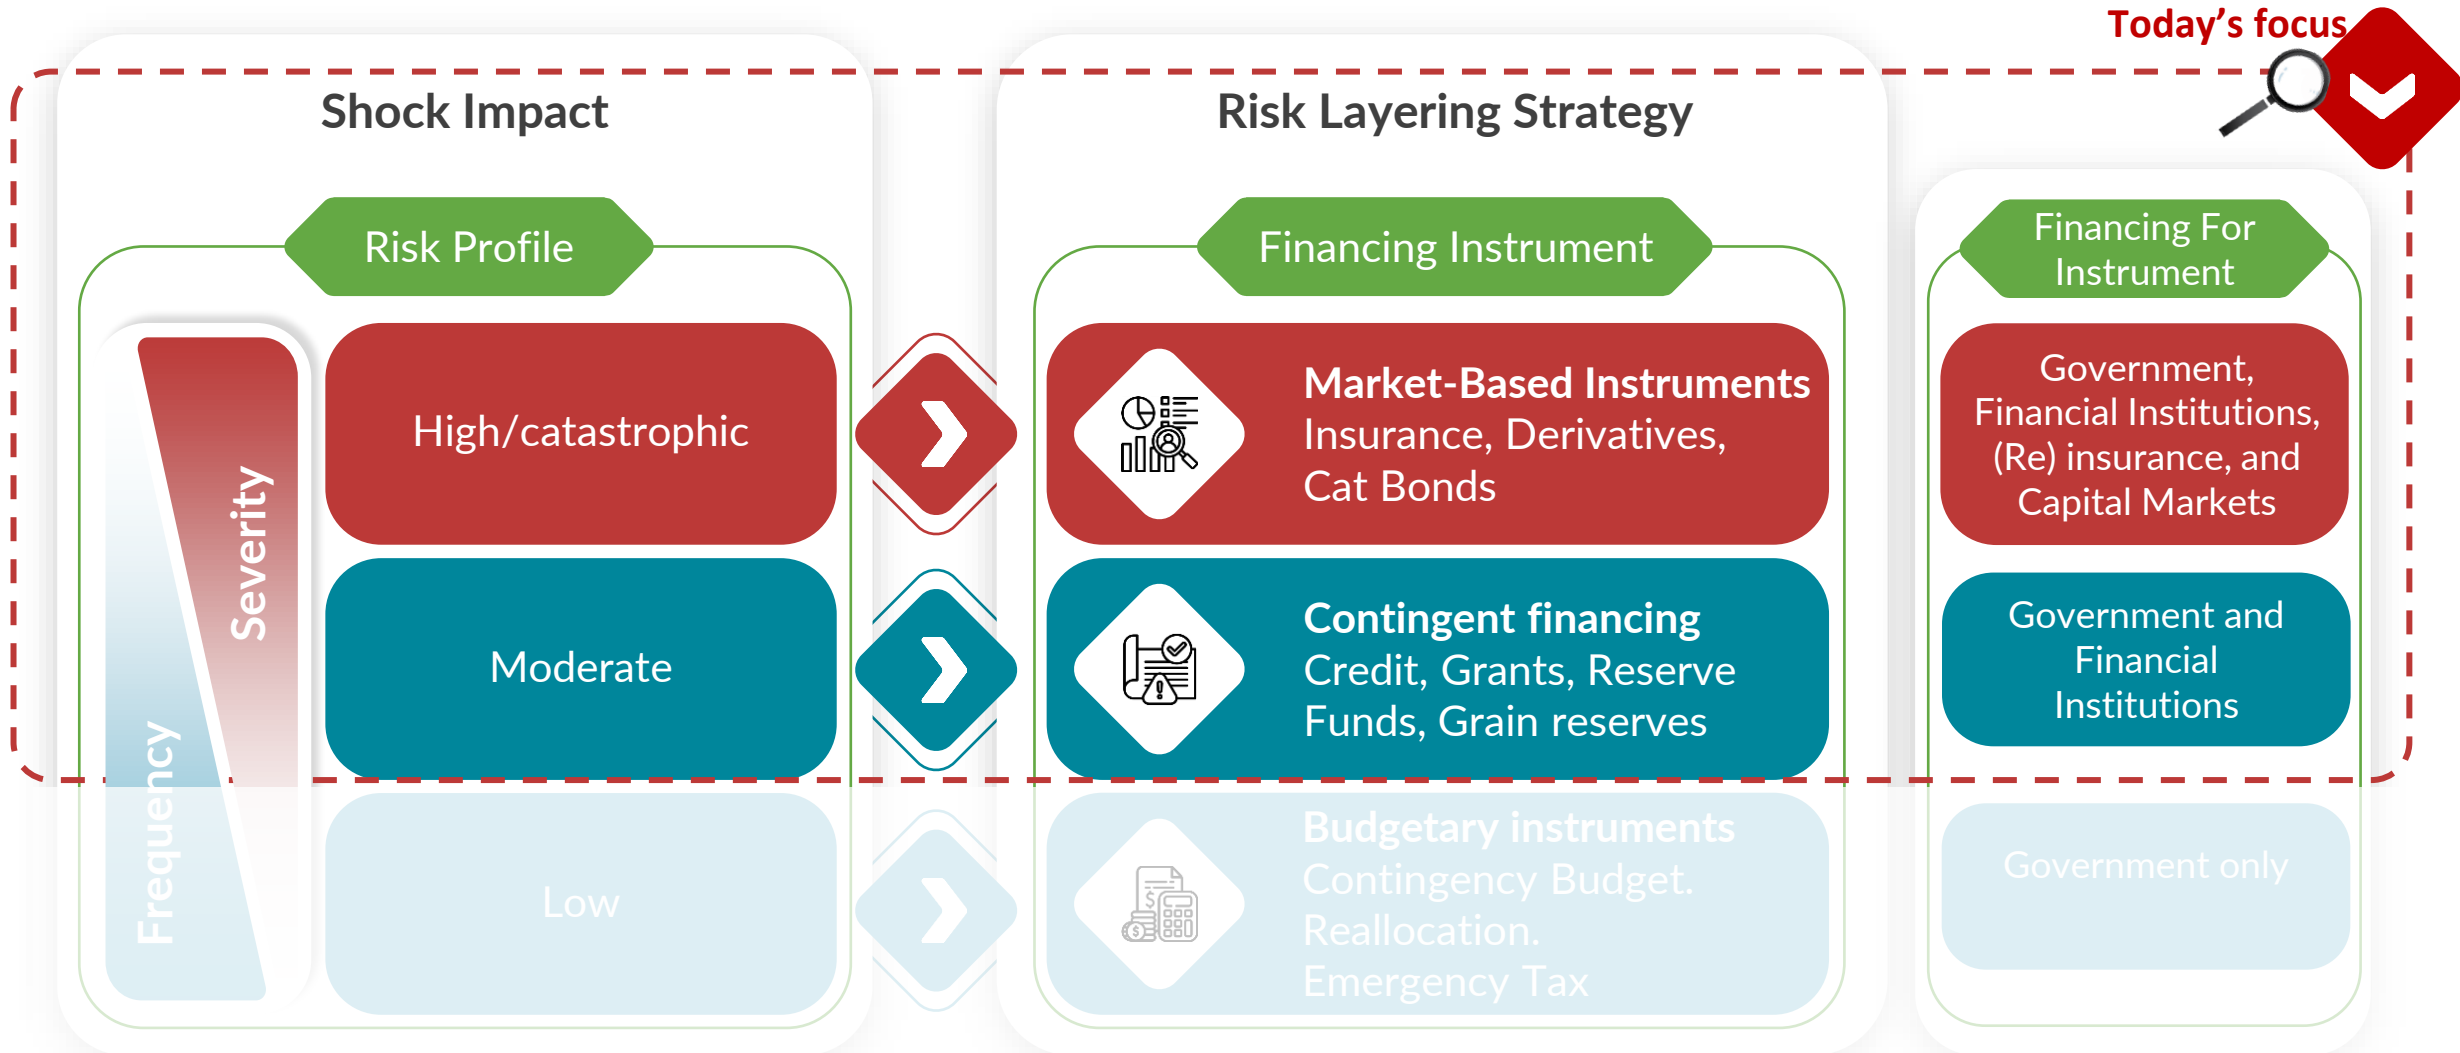 Today’s focus
Shock Impact
Risk Layering Strategy
Risk Profile
Financing Instrument
Financing For
Instrument
Severity
Frequency
High/catastrophic
Market-Based Instruments
Insurance, Derivatives,
Cat Bonds
Government,
Financial Institutions,
(Re) insurance, and
Capital Markets
Moderate
Contingent financing
Credit, Grants, Reserve
Funds, Grain reserves
Government and
Financial
Institutions
Low
Budgetary instruments
Contingency Budget.
Reallocation.
Emergency Tax
Government only